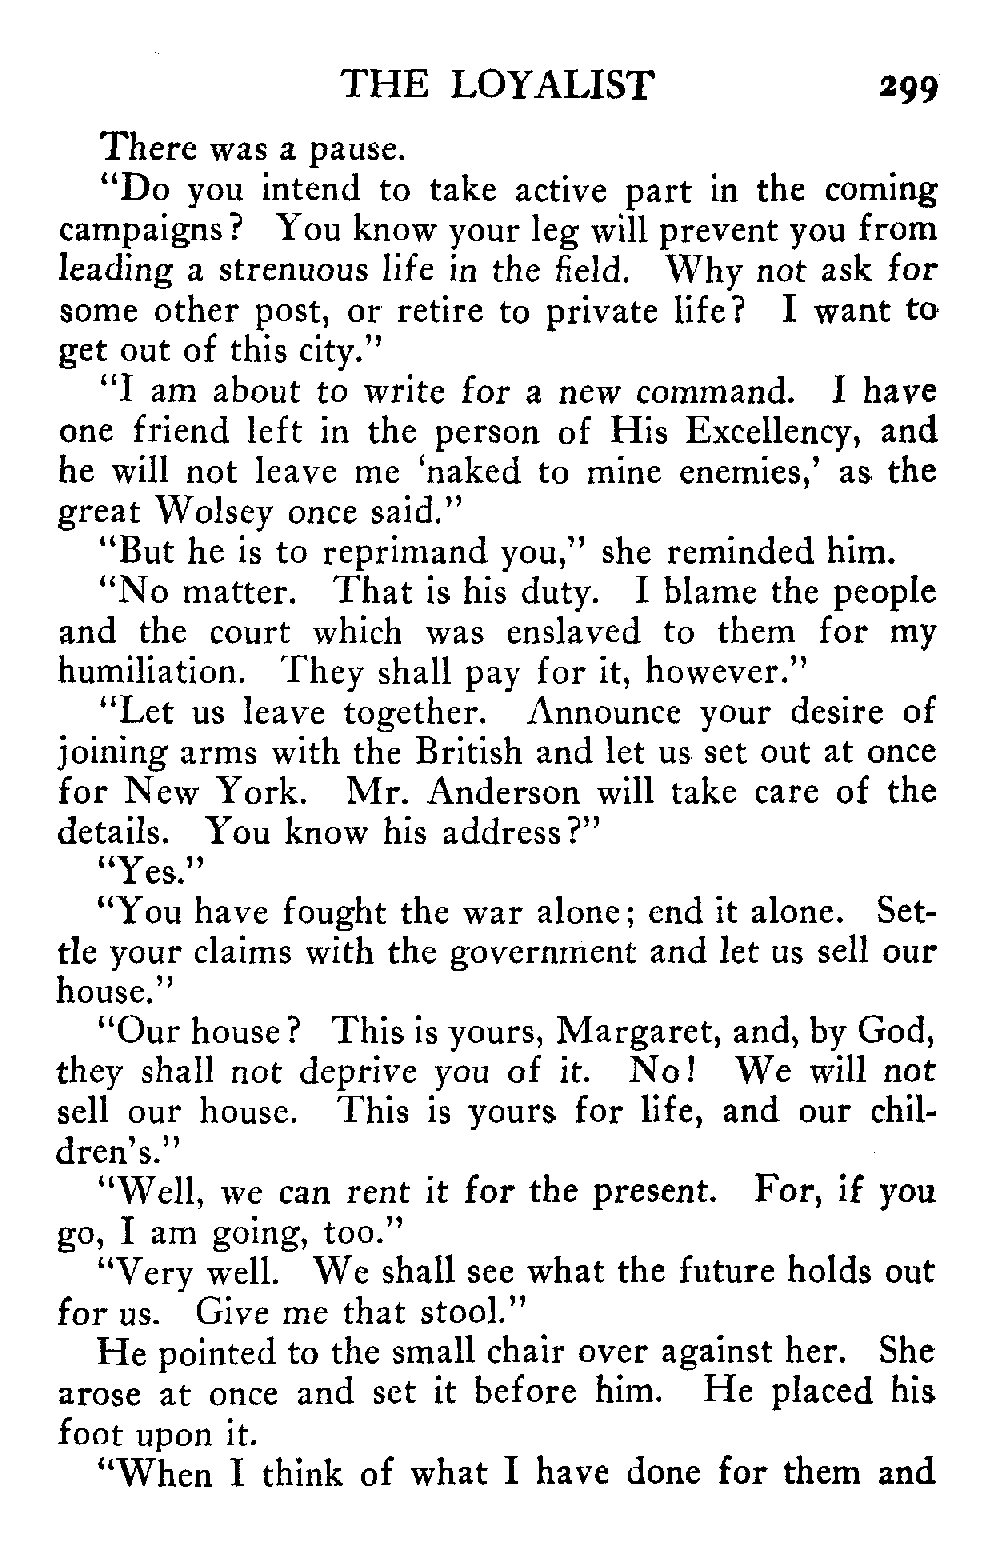 THE LOYALIST 299
There was a pause.
“Do you intend to take active part in the coming
campaigns? You know your leg will prevent you from
leading a strenuous life in the field. Why not ask for
some other post, or retire to private life? I want to
get out of this city.”
“I am about to write for a new command. I have
one friend left in the person of His Excellency, and
he will not leave me ‘naked to mine enemies,’ as the
great Wolsey once said.”
“But he is to reprimand you,” she reminded him.
“No matter. That is his duty. I blame the people
and the court which was enslaved to them for my
humiliation. They shall pay for it, however.”
“Let us leave together. Announce your desire of
joining arms with the British and let us set out at once
for New York. Mr. Anderson will take care of the
details. You know his address?”
“Yes.”
“You have fought the war alone; end it alone. Set-
tle your claims with the government and let us sell our
house.”
“Our house? This is yours, Margaret, and, by God,
they shall not deprive you of it. No! We will not
sell our house. This is yours for life, and our chil-
dren’s.”
“Well, we can rent it for the present. For, if you
go, I am going, too.”
“Very well. We shall see what the future holds out
for us. Give me that stool.”
He pointed to the small chair over against her. She
arose at once and set it before him. He placed his
foot upon it.
“When I think of what I have done for them and